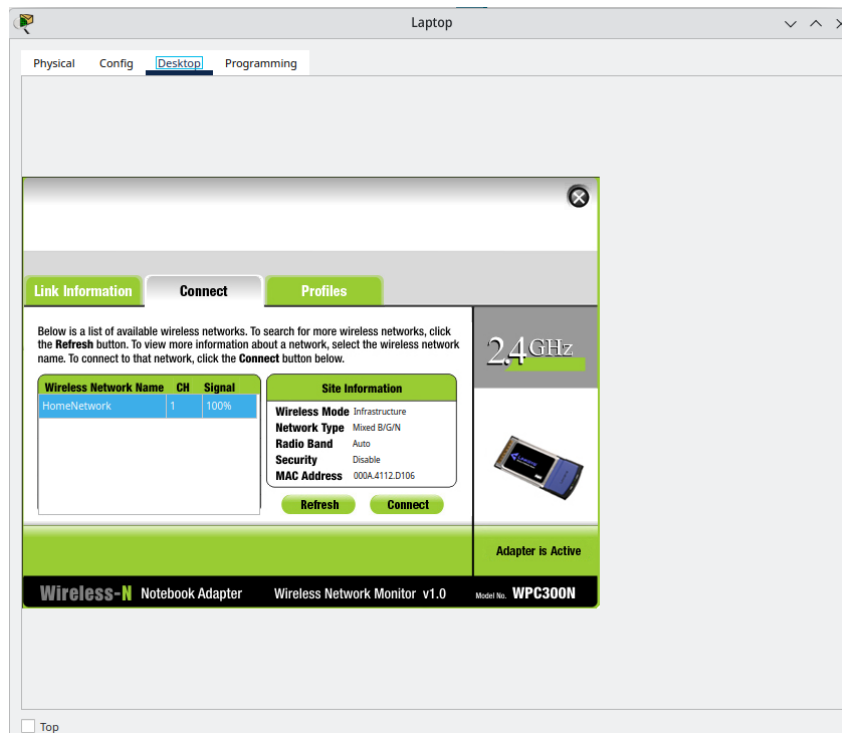 Laptop
Physical Config Desktop Programming
Link Information Connect Profiles
Below is a list of available wireless networks. To search for more wireless networks, click
the Refresh button. To view more information about a network, select the wireless network
name. To connect to that network, click the Connect button below.
2.4GHz
Wireless Network Name CH Signal
HomeNetwork 1 100%
Site Information
Wireless Mode Infrastructure
Network Type Mixed B/G/N
Radio Band Auto
Security Disable
MAC Address 000A.4112.D106
Refresh Connect
Adapter is Active
Wireless-N Notebook Adapter Wireless Network Monitor v1.0 Model No. WPC300N
Top